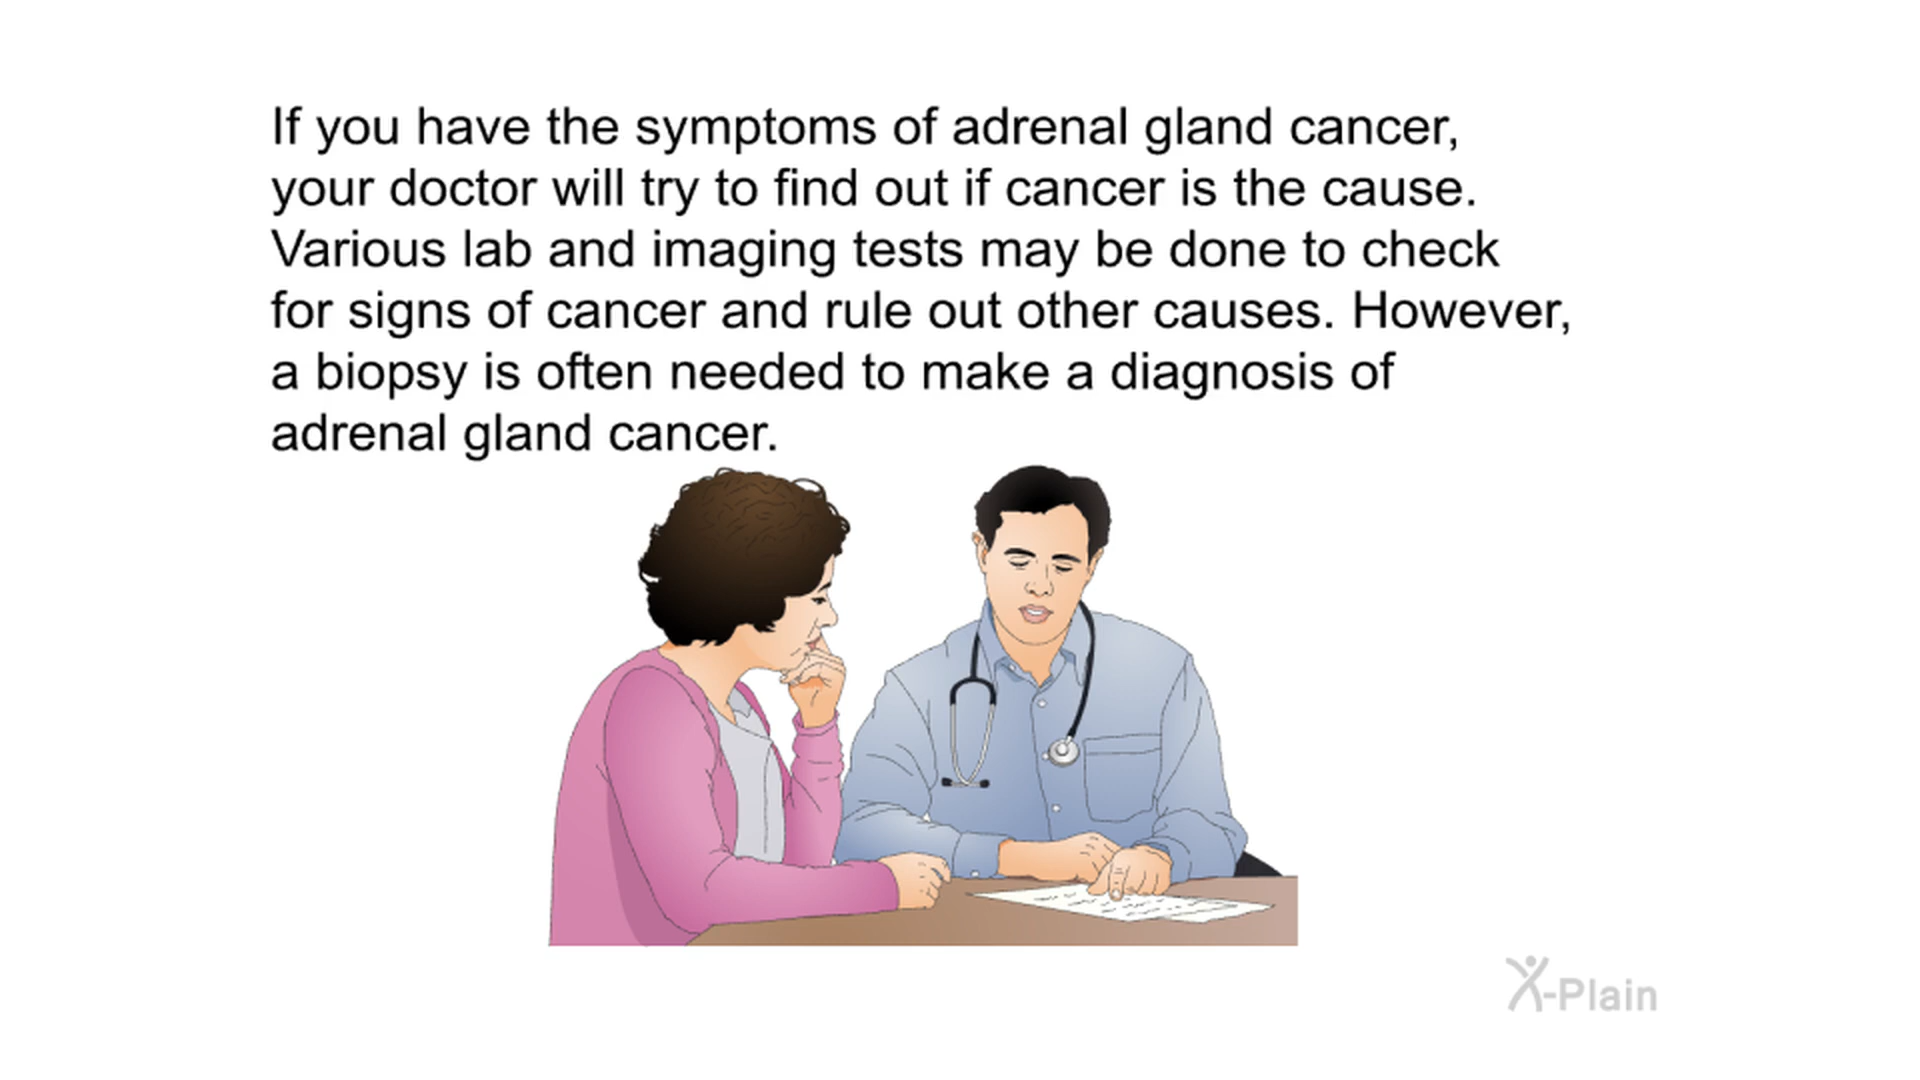 If you have the symptoms of adrenal gland cancer,
your doctor will try to find out if cancer is the cause.
Various lab and imaging tests may be done to check
for signs of cancer and rule out other causes. However,
a biopsy is often needed to make a diagnosis of
adrenal gland cancer.
X-Plain